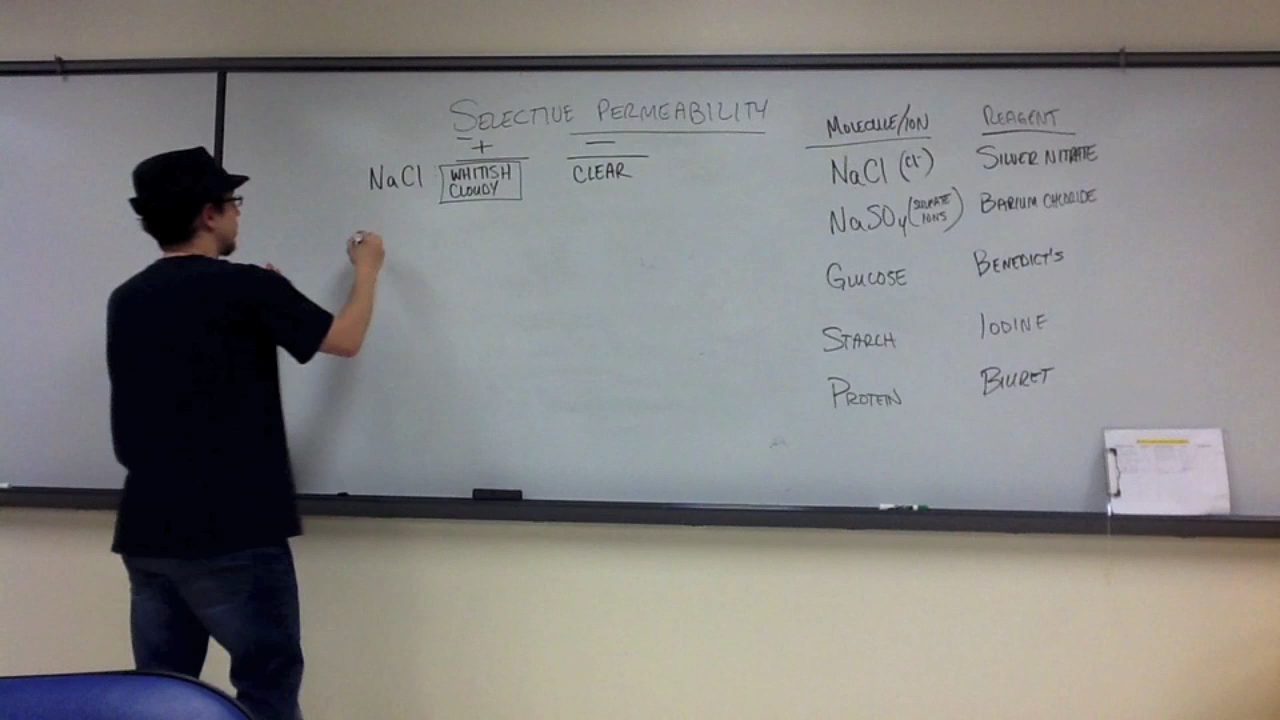 SELECTIVE PERMEABILITY
+ −
NaCl WHITISH CLEAR
CLOUDY
MOLECULE/ION REAGENT
NaCl (Cl-) SILVER NITRATE
NaSO4 (SULFATE IONS) BARIUM CHLORIDE
GLUCOSE BENEDICT'S
STARCH IODINE
PROTEIN BIURET